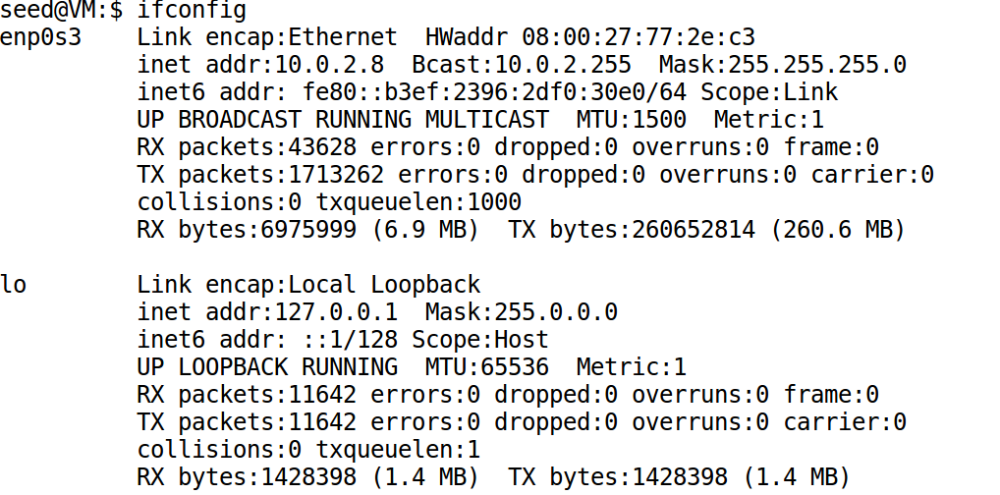 seed@VM:$ ifconfig
enp0s3    Link encap:Ethernet  HWaddr 08:00:27:77:2e:c3
          inet addr:10.0.2.8  Bcast:10.0.2.255  Mask:255.255.255.0
          inet6 addr: fe80::b3ef:2396:2df0:30e0/64 Scope:Link
          UP BROADCAST RUNNING MULTICAST  MTU:1500  Metric:1
          RX packets:43628 errors:0 dropped:0 overruns:0 frame:0
          TX packets:1713262 errors:0 dropped:0 overruns:0 carrier:0
          collisions:0 txqueuelen:1000
          RX bytes:6975999 (6.9 MB)  TX bytes:260652814 (260.6 MB)

lo        Link encap:Local Loopback
          inet addr:127.0.0.1  Mask:255.0.0.0
          inet6 addr: ::1/128 Scope:Host
          UP LOOPBACK RUNNING  MTU:65536  Metric:1
          RX packets:11642 errors:0 dropped:0 overruns:0 frame:0
          TX packets:11642 errors:0 dropped:0 overruns:0 carrier:0
          collisions:0 txqueuelen:1
          RX bytes:1428398 (1.4 MB)  TX bytes:1428398 (1.4 MB)